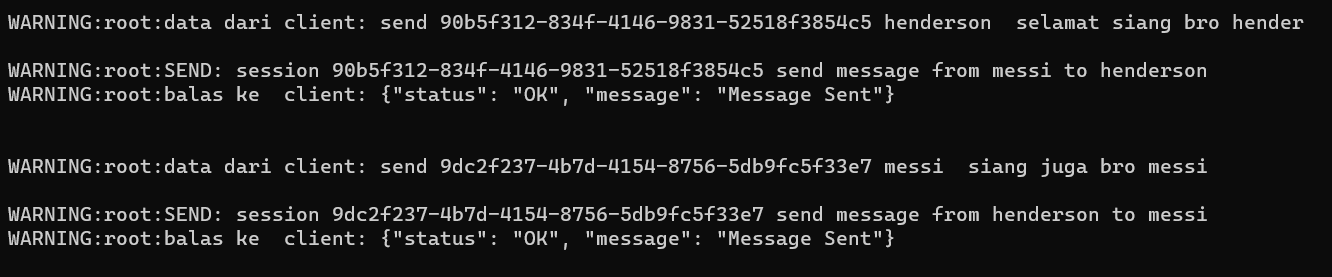 WARNING:root:data dari client: send 90b5f312-834f-4146-9831-52518f3854c5 henderson  selamat siang bro hender
WARNING:root:SEND: session 90b5f312-834f-4146-9831-52518f3854c5 send message from messi to henderson
WARNING:root:balas ke  client: {"status": "OK", "message": "Message Sent"}
WARNING:root:data dari client: send 9dc2f237-4b7d-4154-8756-5db9fc5f33e7 messi  siang juga bro messi
WARNING:root:SEND: session 9dc2f237-4b7d-4154-8756-5db9fc5f33e7 send message from henderson to messi
WARNING:root:balas ke  client: {"status": "OK", "message": "Message Sent"}